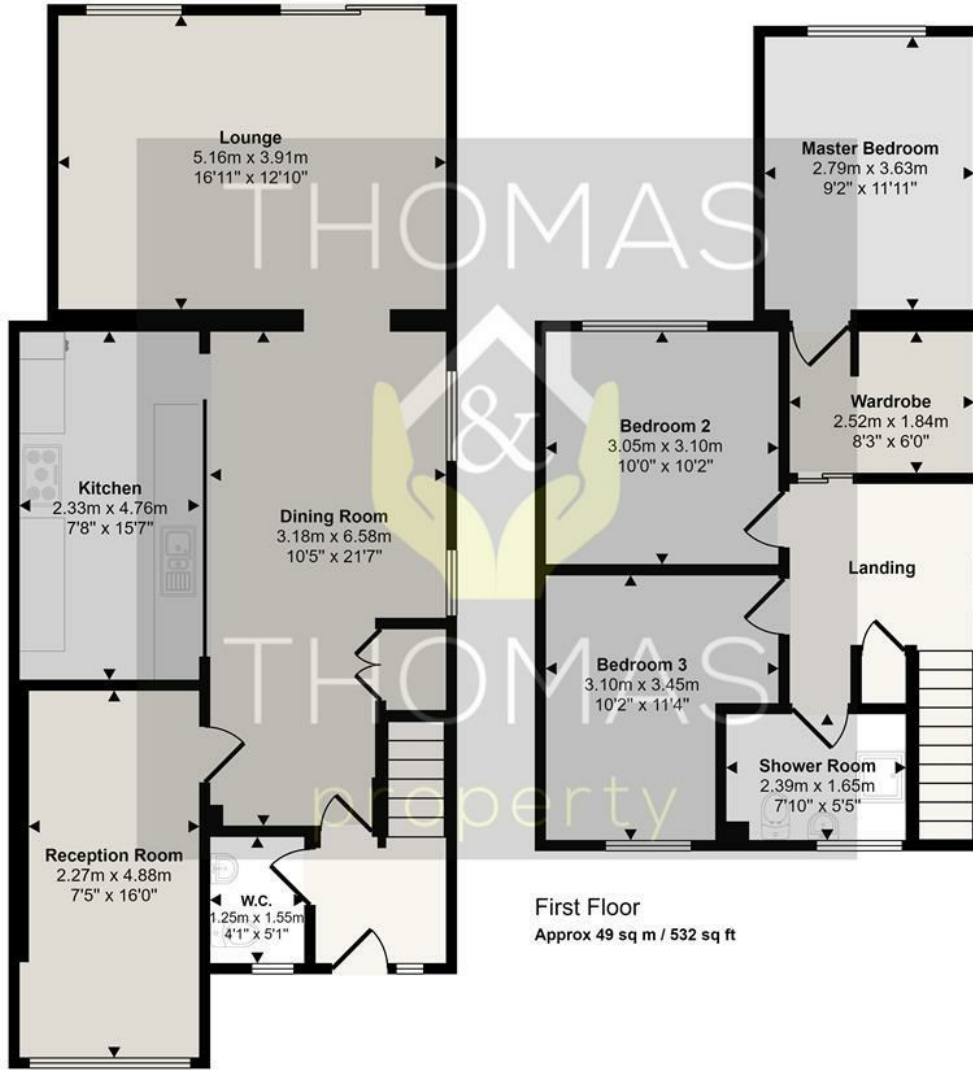 Lounge
5.16m x 3.91m
16'11" x 12'10"
Master Bedroom
2.79m x 3.63m
9'2" x 11'11"
THOMAS
&
THOMAS
property
Kitchen
2.33m x 4.76m
7'8" x 15'7"
Dining Room
3.18m x 6.58m
10'5" x 21'7"
Bedroom 2
3.05m x 3.10m
10'0" x 10'2"
Wardrobe
2.52m x 1.84m
8'3" x 6'0"
Landing
Bedroom 3
3.10m x 3.45m
10'2" x 11'4"
Shower Room
2.39m x 1.65m
7'10" x 5'5"
Reception Room
2.27m x 4.88m
7'5" x 16'0"
W.C.
1.25m x 1.55m
4'1" x 5'1"
First Floor
Approx 49 sq m / 532 sq ft